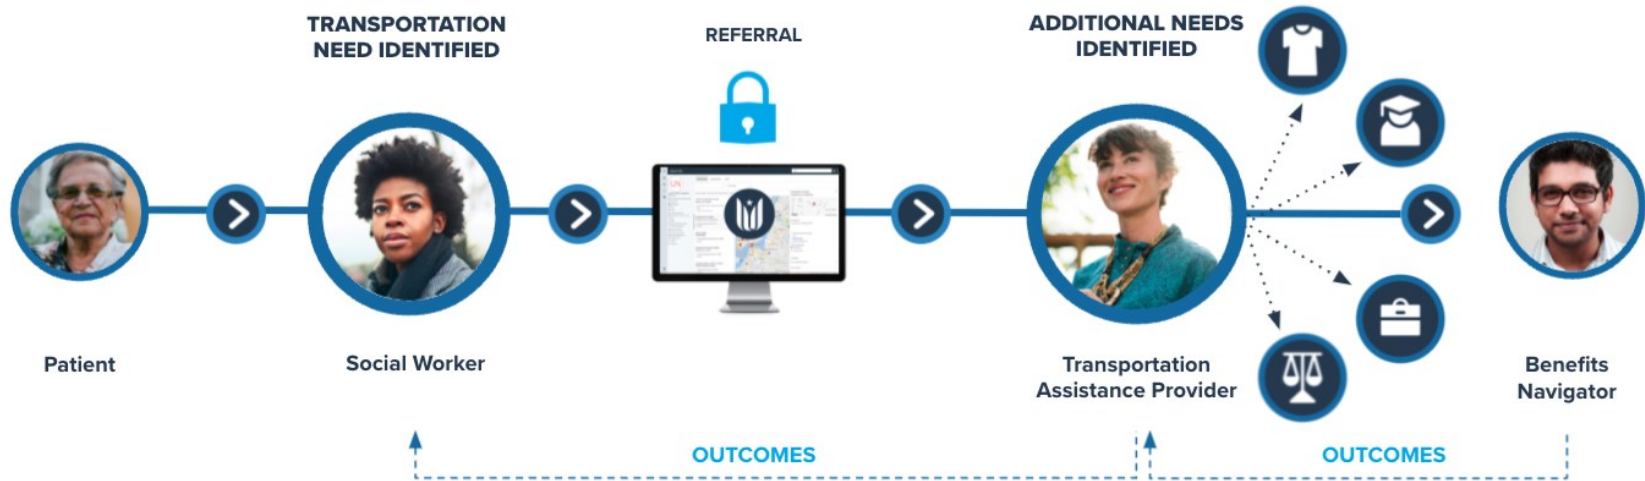 TRANSPORTATION
NEED IDENTIFIED
REFERRAL
ADDITIONAL NEEDS
IDENTIFIED
Patient
Social Worker
Transportation
Assistance Provider
Benefits
Navigator
OUTCOMES
OUTCOMES